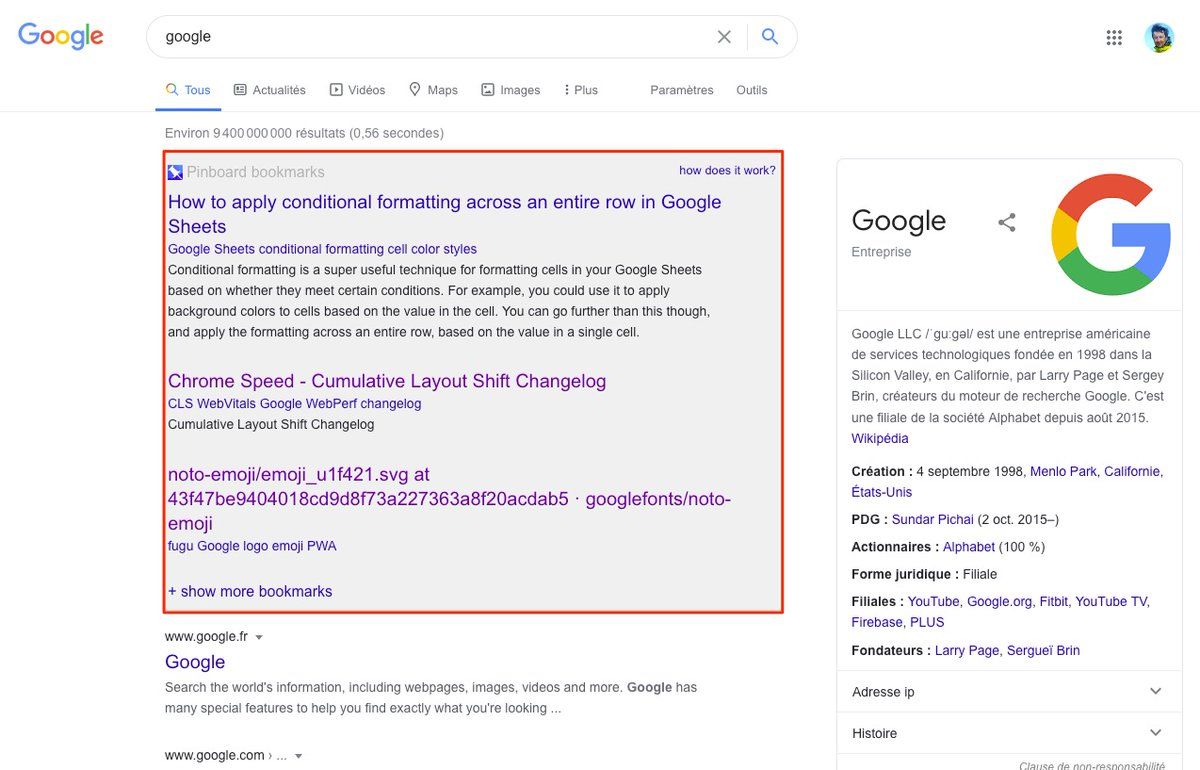 Google
google
Tous Actualités Vidéos Maps Images Plus Paramètres Outils
Environ 9 400 000 000 résultats (0,56 secondes)
Pinboard bookmarks how does it work?
How to apply conditional formatting across an entire row in Google
Sheets
Google Sheets conditional formatting cell color styles
Conditional formatting is a super useful technique for formatting cells in your Google Sheets
based on whether they meet certain conditions. For example, you could use it to apply
background colors to cells based on the value in the cell. You can go further than this though,
and apply the formatting across an entire row, based on the value in a single cell.
Chrome Speed - Cumulative Layout Shift Changelog
CLS WebVitals Google WebPerf changelog
Cumulative Layout Shift Changelog
noto-emoji/emoji_u1f421.svg at
43f47be9404018cd9d8f73a227363a8f20acdab5 · googlefonts/noto-
emoji
fugu Google logo emoji PWA
+ show more bookmarks
www.google.fr
Google
Search the world's information, including webpages, images, videos and more. Google has
many special features to help you find exactly what you're looking ...
www.google.com › ...
Google
Entreprise
Google LLC /ˈguːgəl/ est une entreprise américaine
de services technologiques fondée en 1998 dans la
Silicon Valley, en Californie, par Larry Page et Sergey
Brin, créateurs du moteur de recherche Google. C'est
une filiale de la société Alphabet depuis août 2015.
Wikipédia
Création : 4 septembre 1998, Menlo Park, Californie,
États-Unis
PDG : Sundar Pichai (2 oct. 2015–)
Actionnaires : Alphabet (100 %)
Forme juridique : Filiale
Filiales : YouTube, Google.org, Fitbit, YouTube TV,
Firebase, PLUS
Fondateurs : Larry Page, Sergueï Brin
Adresse ip
Histoire
Clause de non-responsabilité